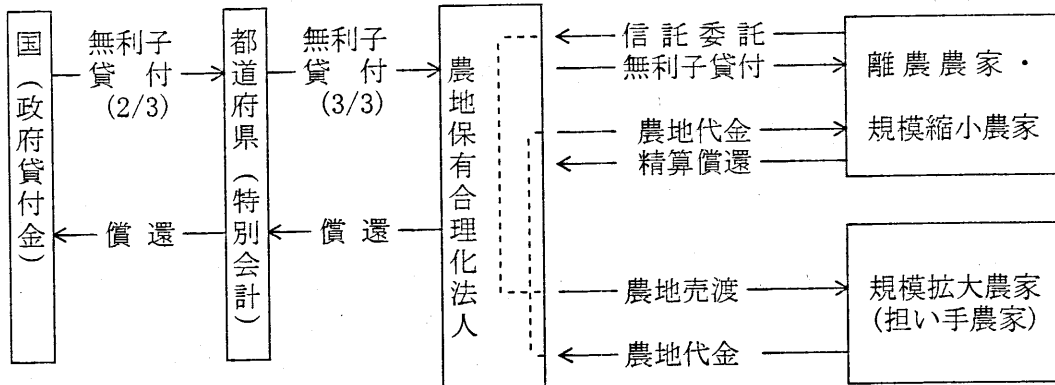 国(政府貸付金)
無利子
貸付
(2/3)
償還
都道府県(特別会計)
無利子
貸付
(3/3)
償還
農地保有合理化法人
信託委託
無利子貸付
農地代金
精算償還
農地売渡
農地代金
離農農家・
規模縮小農家
規模拡大農家
(担い手農家)